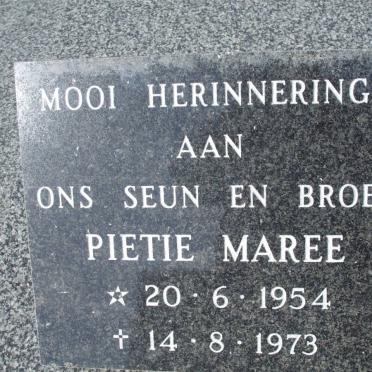 MOOI HERINNERING
AAN
ONS SEUN EN BROE
PIETIE MAREE
☆ 20 · 6 · 1954
† 14 · 8 · 1973